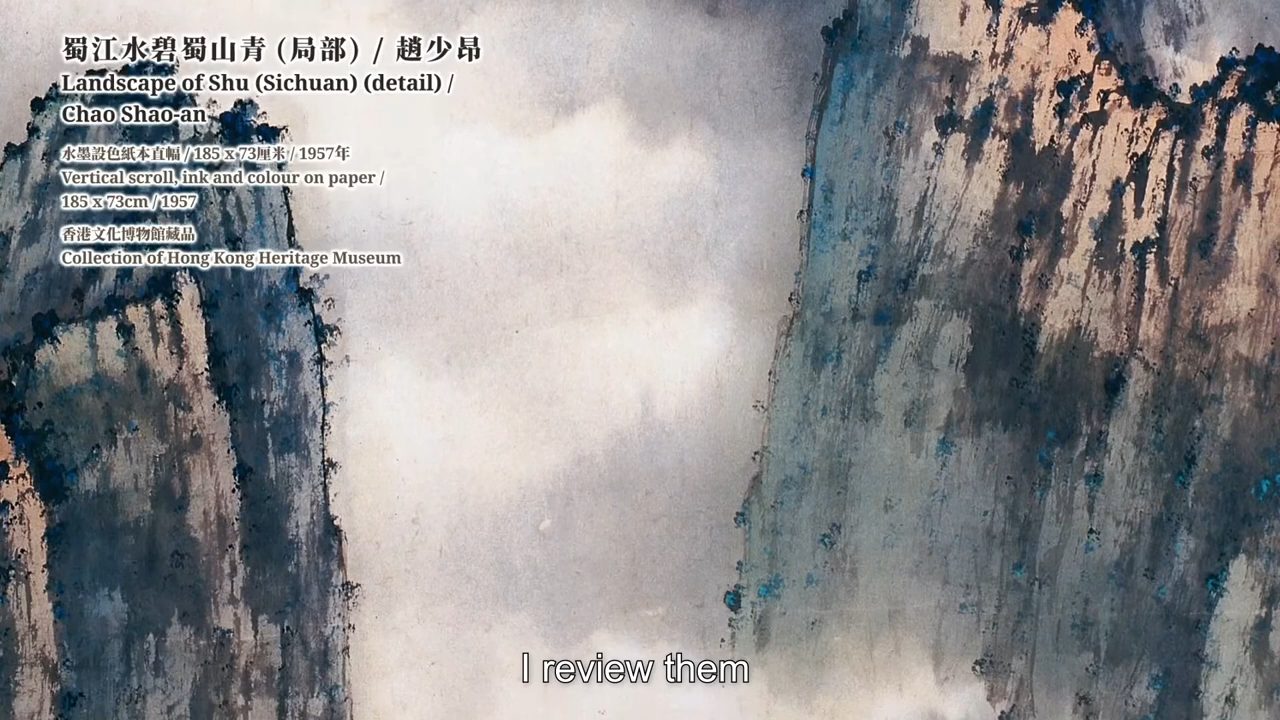 蜀江水碧蜀山青 (局部) / 趙少昂
Landscape of Shu (Sichuan) (detail) /
Chao Shao-an
水墨設色紙本直幅 / 185 x 73厘米 / 1957年
Vertical scroll, ink and colour on paper /
185 x 73cm / 1957
香港文化博物館藏品
Collection of Hong Kong Heritage Museum
I review them